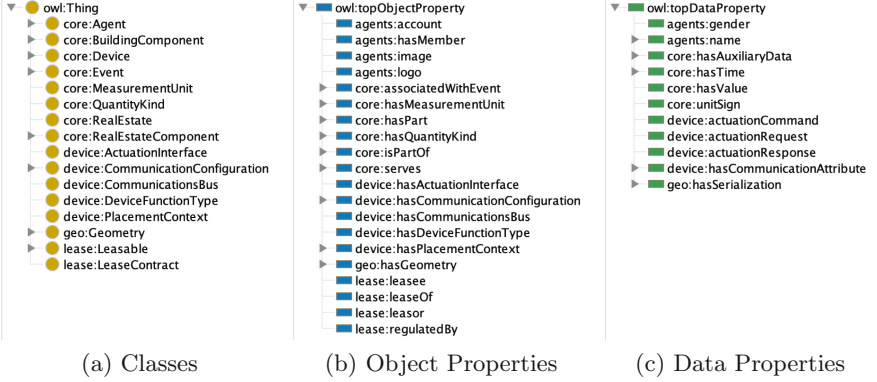 owl:Thing
core:Agent
core:BuildingComponent
core:Device
core:Event
core:MeasurementUnit
core:QuantityKind
core:RealEstate
core:RealEstateComponent
device:ActuationInterface
device:CommunicationConfiguration
device:CommunicationsBus
device:DeviceFunctionType
device:PlacementContext
geo:Geometry
lease:Leasable
lease:LeaseContract
(a) Classes
owl:topObjectProperty
agents:account
agents:hasMember
agents:image
agents:logo
core:associatedWithEvent
core:hasMeasurementUnit
core:hasPart
core:hasQuantityKind
core:isPartOf
core:serves
device:hasActuationInterface
device:hasCommunicationConfiguration
device:hasCommunicationsBus
device:hasDeviceFunctionType
device:hasPlacementContext
geo:hasGeometry
lease:leasee
lease:leaseOf
lease:leasor
lease:regulatedBy
(b) Object Properties
owl:topDataProperty
agents:gender
agents:name
core:hasAuxiliaryData
core:hasTime
core:hasValue
core:unitSign
device:actuationCommand
device:actuationRequest
device:actuationResponse
device:hasCommunicationAttribute
geo:hasSerialization
(c) Data Properties